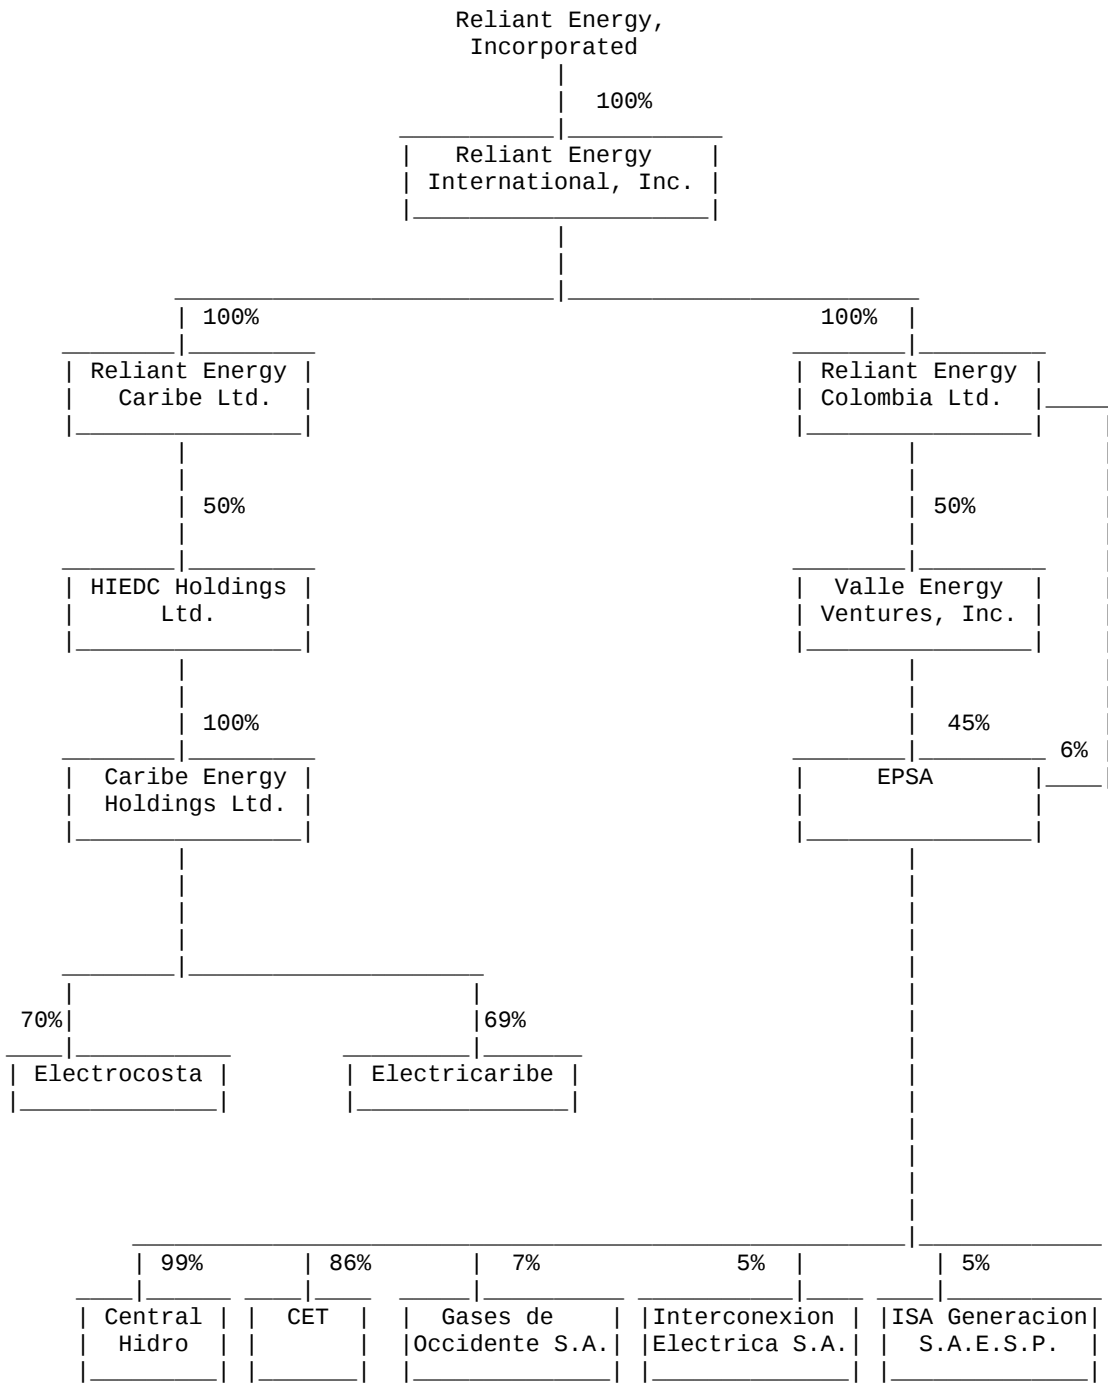 Reliant Energy,
Incorporated
100%
Reliant Energy
International, Inc.
100% 100%
Reliant Energy Reliant Energy
Caribe Ltd. Colombia Ltd.
50% 50%
HIEDC Holdings Valle Energy
Ltd. Ventures, Inc.
100% 45%
6%
Caribe Energy EPSA
Holdings Ltd.
70% 69%
Electrocosta Electricaribe
99% 86% 7% 5% 5%
Central CET Gases de Interconexion ISA Generacion
Hidro Occidente S.A. Electrica S.A. S.A.E.S.P.